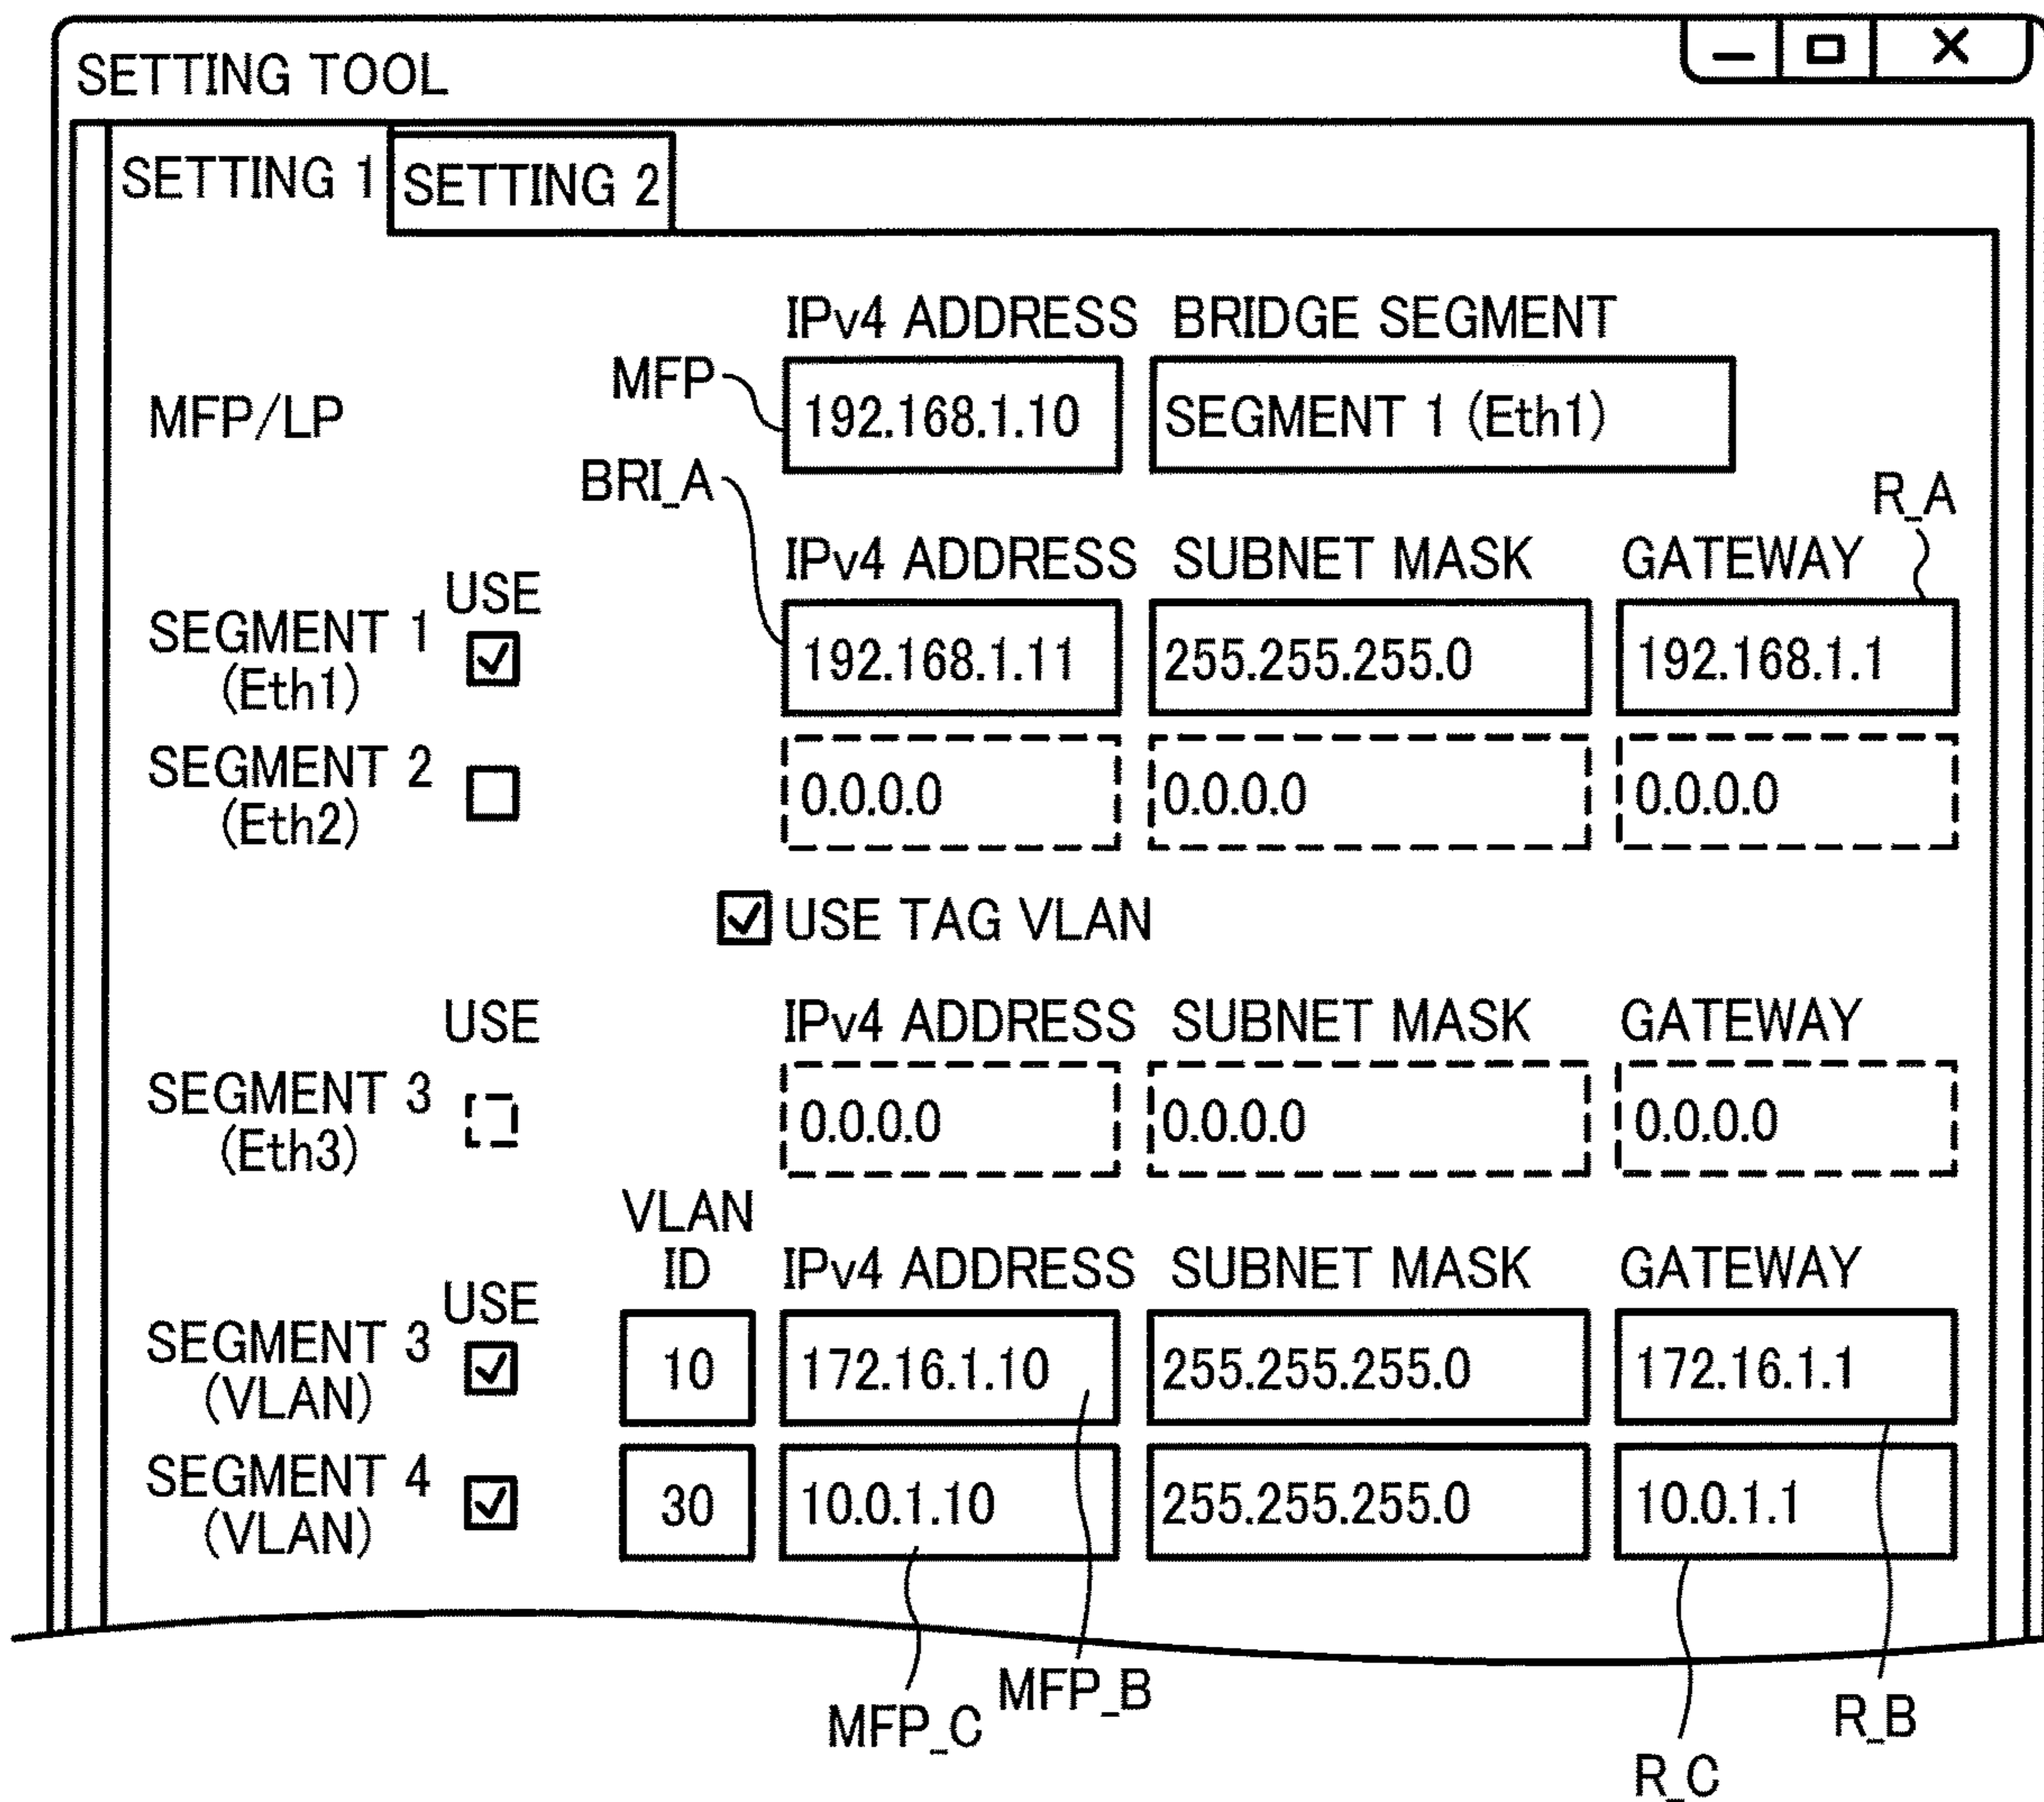 SETTING TOOL
SETTING 1 SETTING 2
IPv4 ADDRESS BRIDGE SEGMENT
MFP/LP MFP 192.168.1.10 SEGMENT 1 (Eth1)
BRI_A R_A
IPv4 ADDRESS SUBNET MASK GATEWAY
USE
SEGMENT 1 192.168.1.11 255.255.255.0 192.168.1.1
(Eth1)
SEGMENT 2 0.0.0.0 0.0.0.0 0.0.0.0
(Eth2)
USE TAG VLAN
USE IPv4 ADDRESS SUBNET MASK GATEWAY
SEGMENT 3 0.0.0.0 0.0.0.0 0.0.0.0
(Eth3)
VLAN
ID IPv4 ADDRESS SUBNET MASK GATEWAY
USE
SEGMENT 3 10 172.16.1.10 255.255.255.0 172.16.1.1
(VLAN)
SEGMENT 4 30 10.0.1.10 255.255.255.0 10.0.1.1
(VLAN)
MFP_C MFP_B R_B
R_C